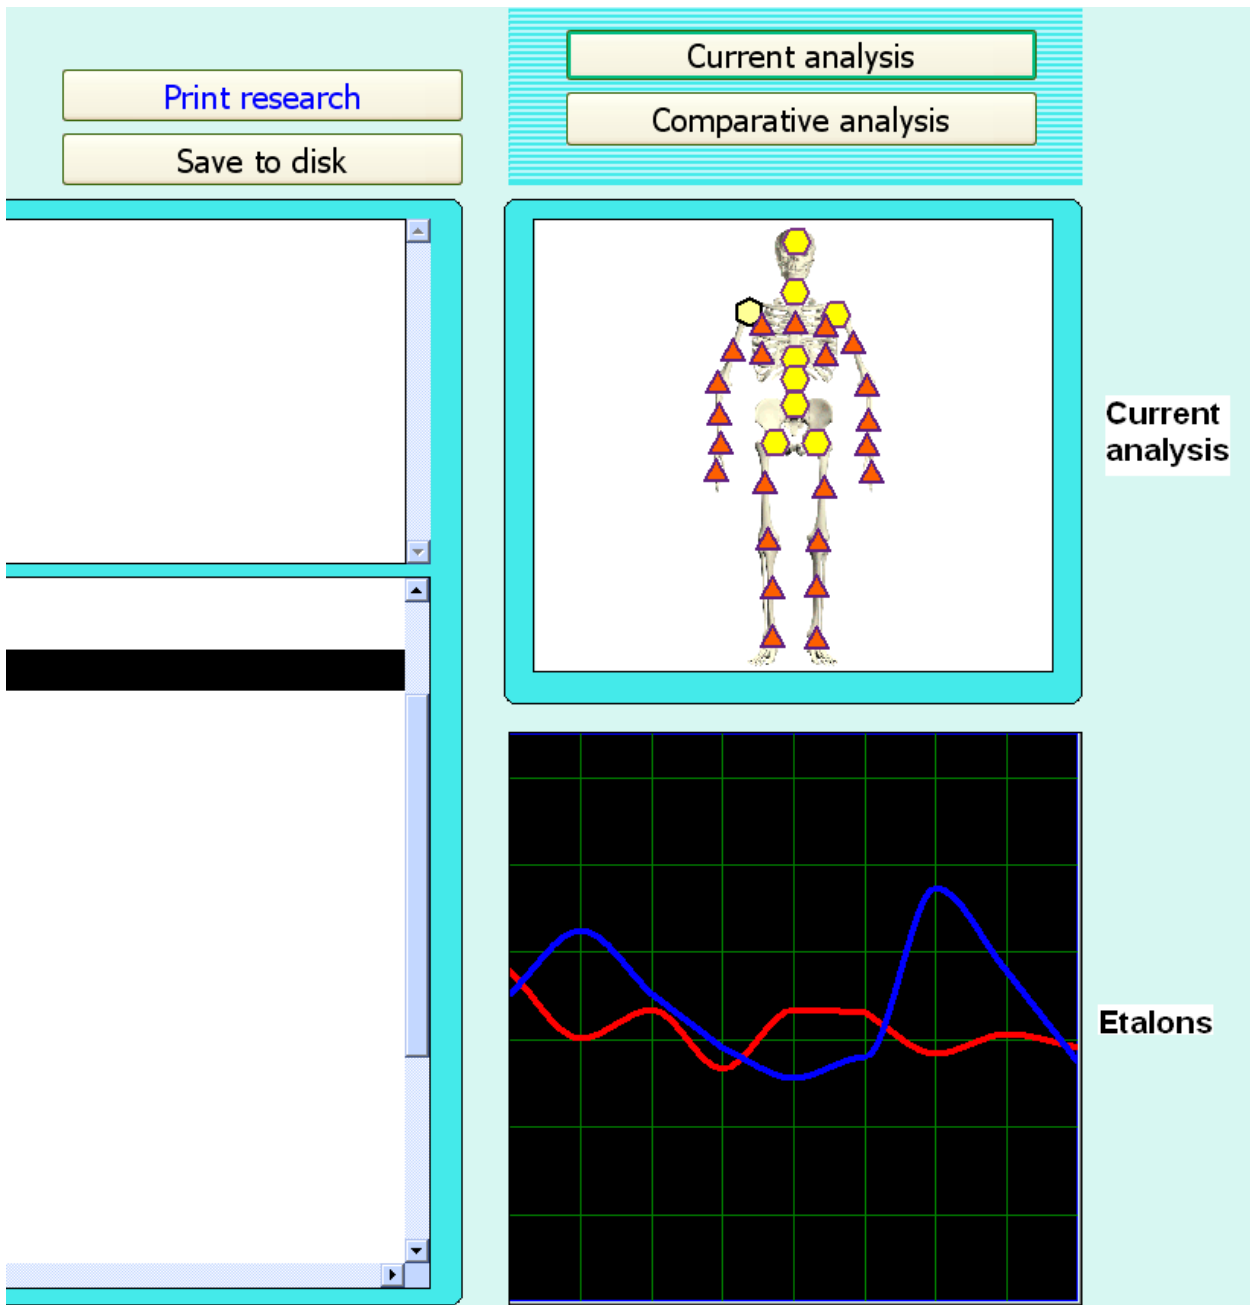 Current analysis
Print research
Comparative analysis
Save to disk
Current
analysis
Etalons